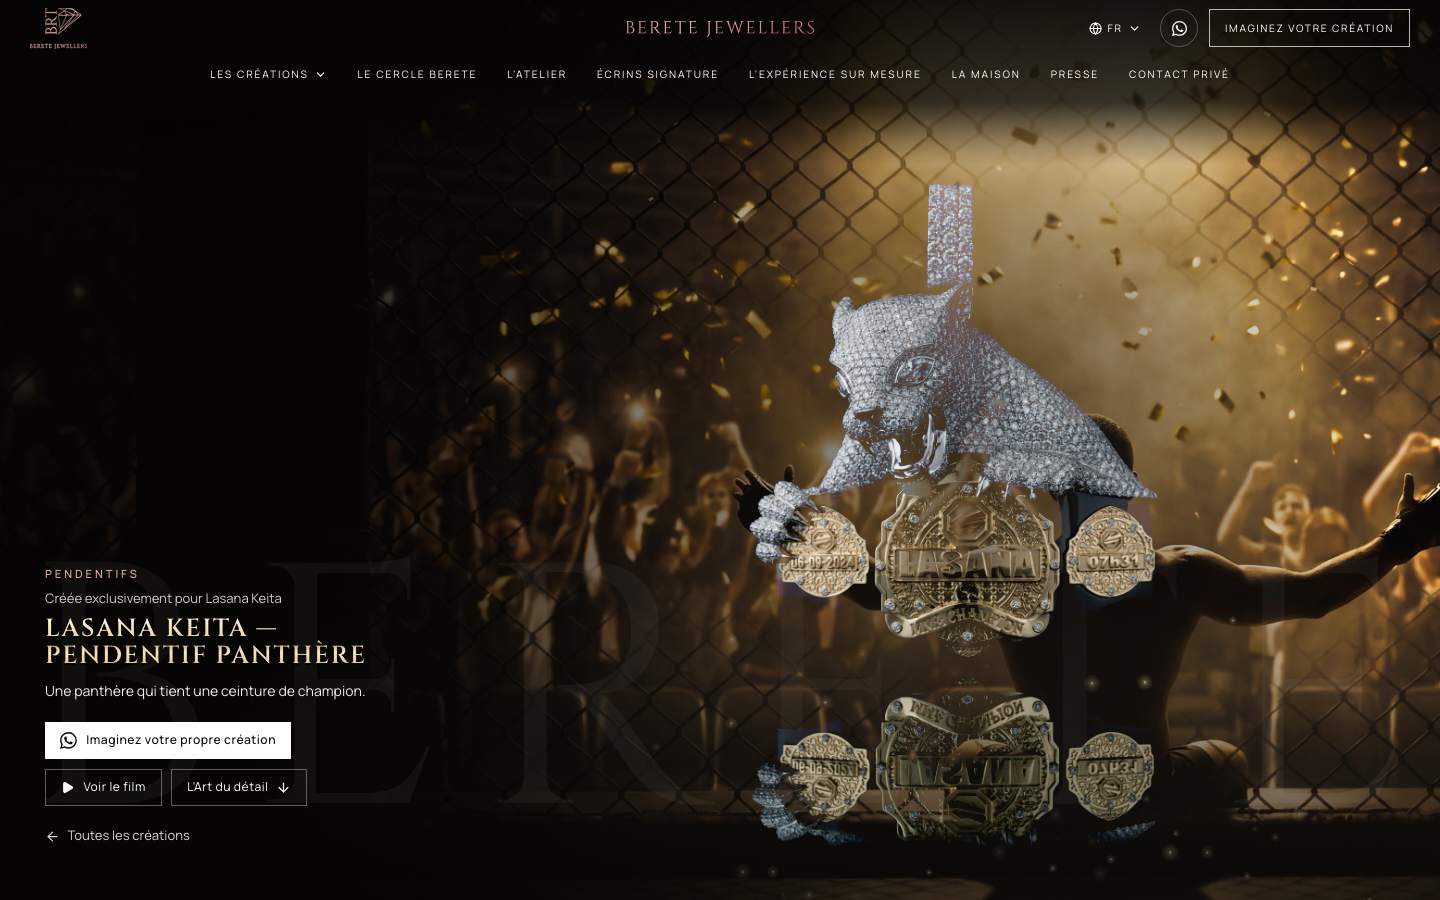 BRT
BERETE JEWELLERS
BERETE JEWELLERS
FR
IMAGINEZ VOTRE CRÉATION
LES CRÉATIONS
LE CERCLE BERETE
L'ATELIER
ÉCRINS SIGNATURE
L'EXPÉRIENCE SUR MESURE
LA MAISON
PRESSE
CONTACT PRIVÉ
LASANA
07h31
BERETE
PENDENTIFS
Créée exclusivement pour Lasana Keita
LASANA KEITA —
PENDENTIF PANTHÈRE
Une panthère qui tient une ceinture de champion.
Imaginez votre propre création
Voir le film
L'Art du détail
Toutes les créations